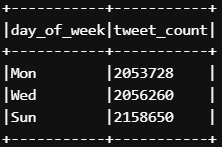 +-----------+-----------+
|day_of_week|tweet_count|
+-----------+-----------+
|Mon        |2053728    |
|Wed        |2056260    |
|Sun        |2158650    |
+-----------+-----------+